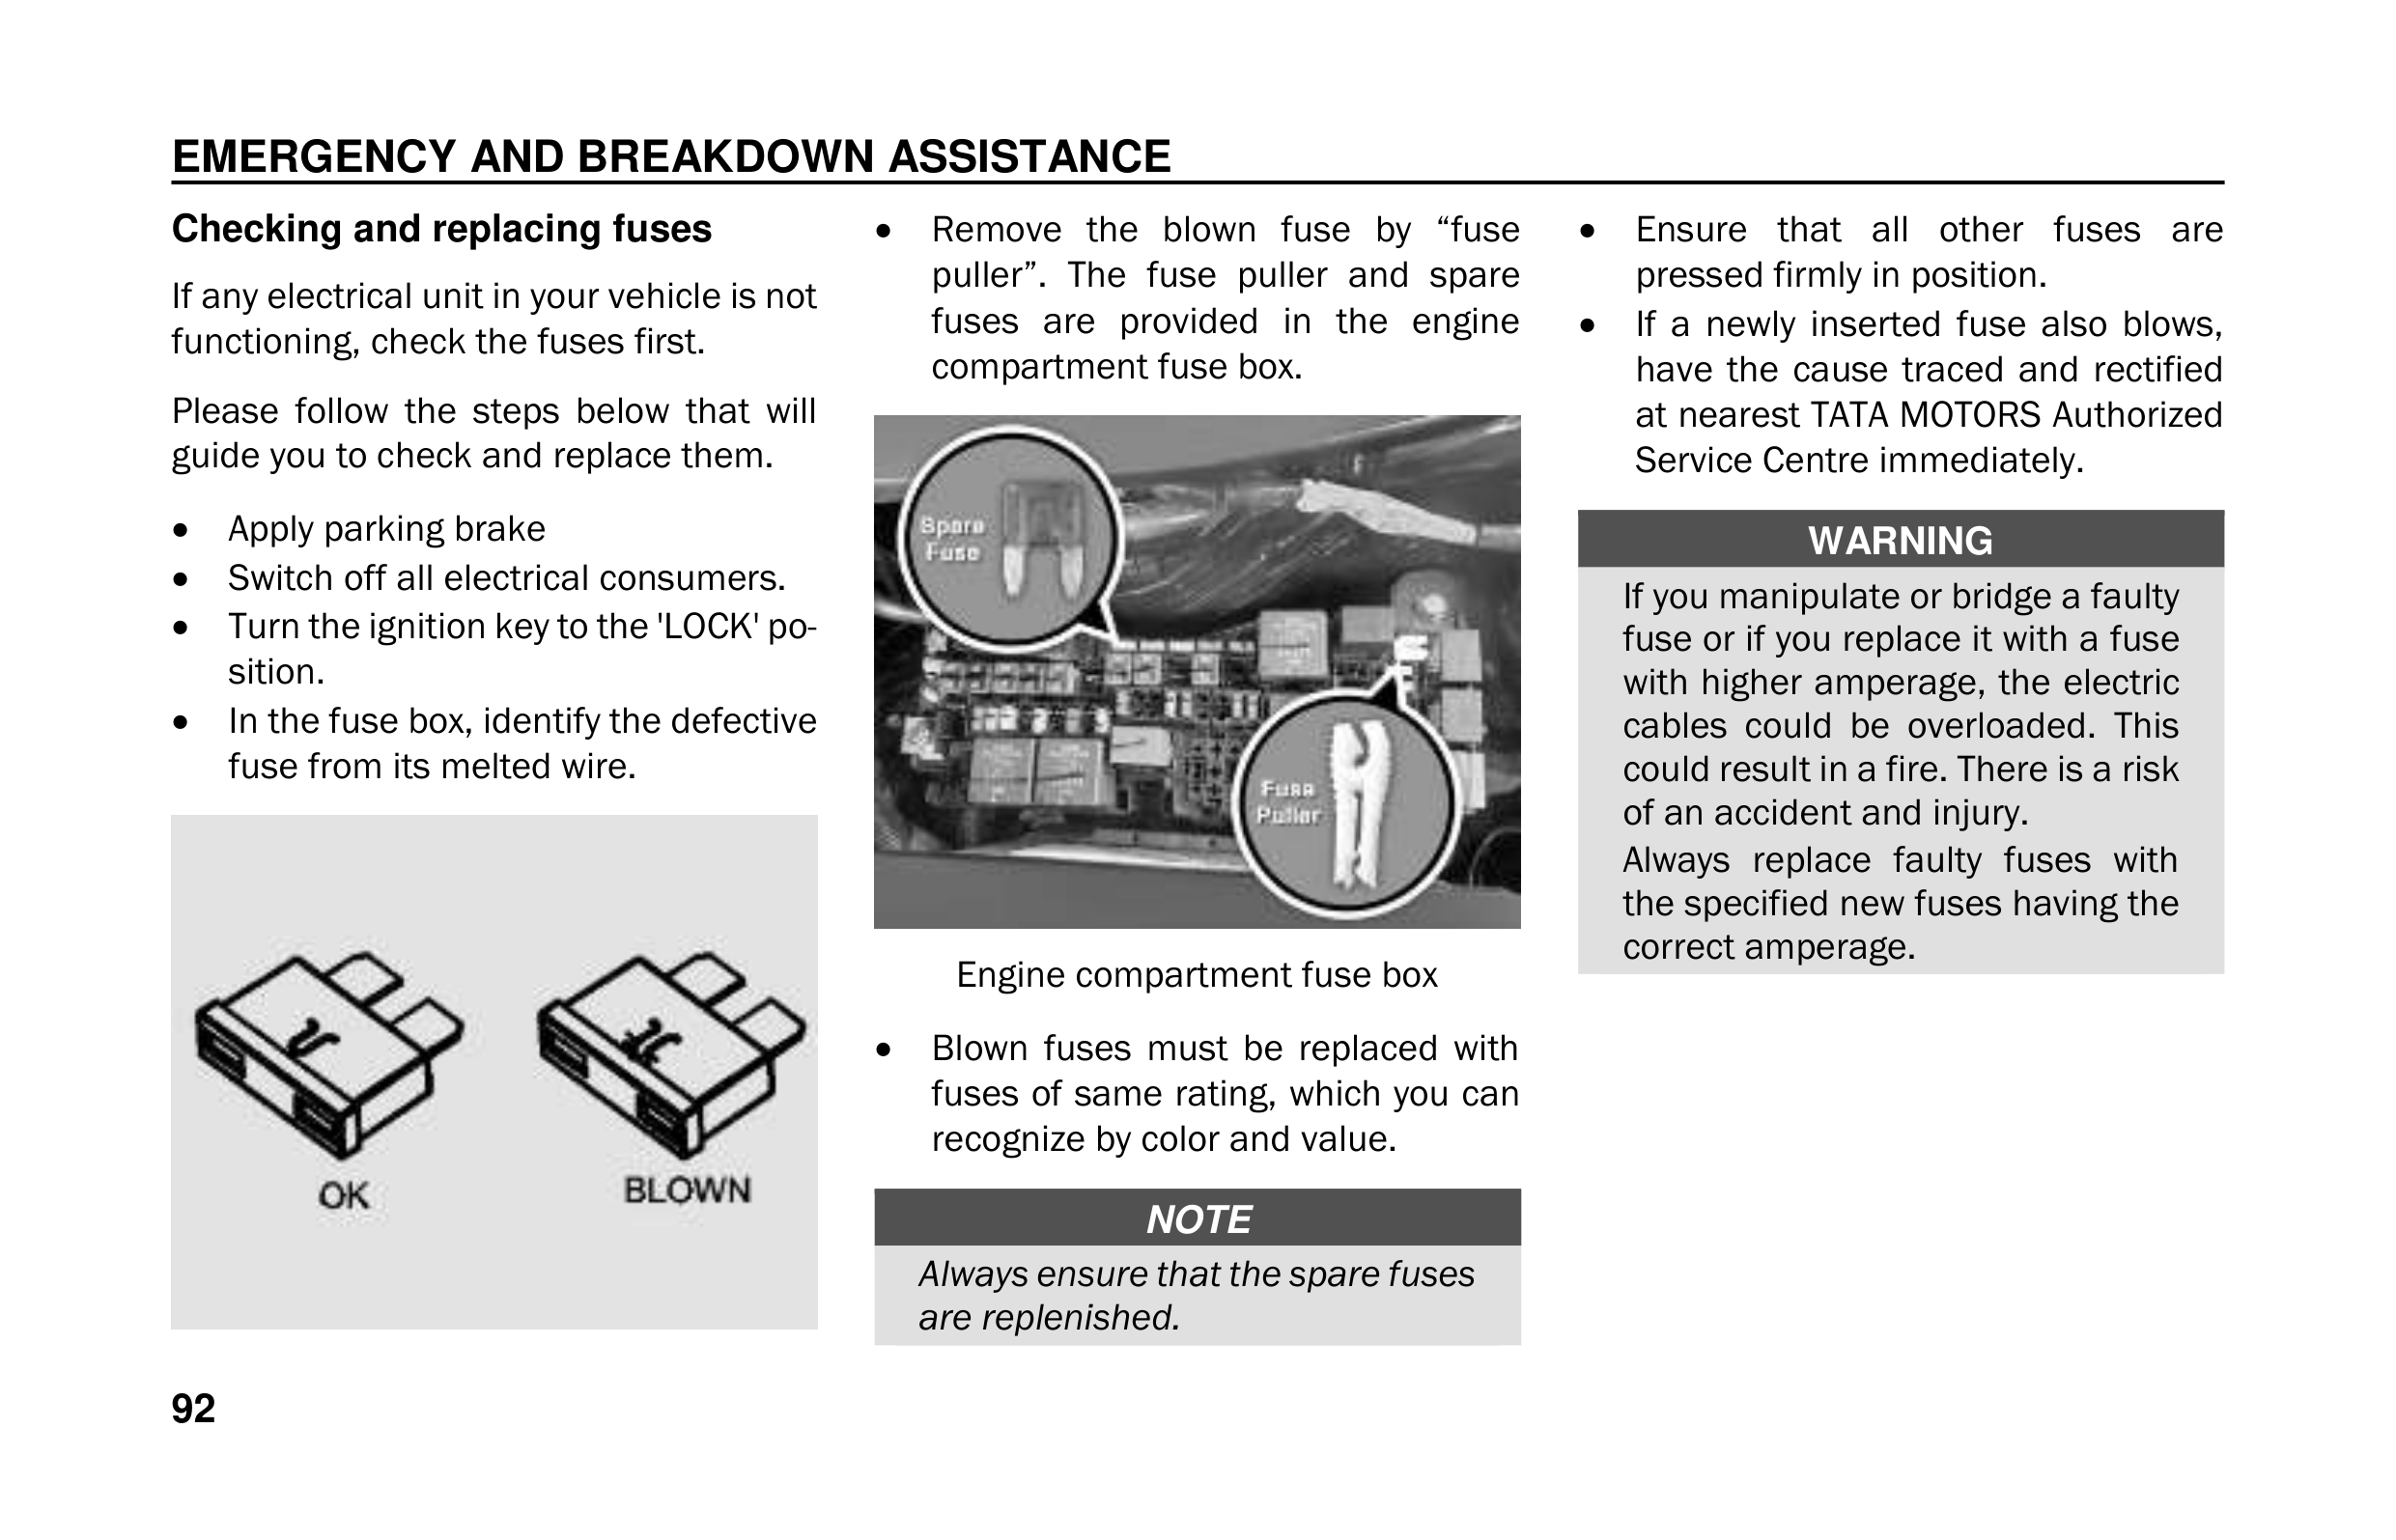 EMERGENCY AND BREAKDOWN ASSISTANCE
Checking and replacing fuses
If any electrical unit in your vehicle is not
functioning, check the fuses first.
Please follow the steps below that will
guide you to check and replace them.
• Apply parking brake
• Switch off all electrical consumers.
• Turn the ignition key to the 'LOCK' po-
sition.
• In the fuse box, identify the defective
fuse from its melted wire.
OK
BLOWN
• Remove the blown fuse by “fuse
puller”. The fuse puller and spare
fuses are provided in the engine
compartment fuse box.
Spare
Fuse
Fuse
Puller
Engine compartment fuse box
• Blown fuses must be replaced with
fuses of same rating, which you can
recognize by color and value.
NOTE
Always ensure that the spare fuses
are replenished.
• Ensure that all other fuses are
pressed firmly in position.
• If a newly inserted fuse also blows,
have the cause traced and rectified
at nearest TATA MOTORS Authorized
Service Centre immediately.
WARNING
If you manipulate or bridge a faulty
fuse or if you replace it with a fuse
with higher amperage, the electric
cables could be overloaded. This
could result in a fire. There is a risk
of an accident and injury.
Always replace faulty fuses with
the specified new fuses having the
correct amperage.
92